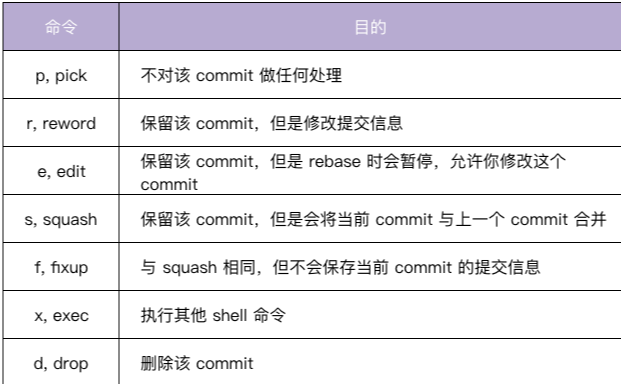 命令 目的
p, pick 不对该 commit 做任何处理
r, reword 保留该 commit，但是修改提交信息
e, edit 保留该 commit，但是 rebase 时会暂停，允许你修改这个
commit
s, squash 保留该 commit，但是会将当前 commit 与上一个 commit 合并
f, fixup 与 squash 相同，但不会保存当前 commit 的提交信息
x, exec 执行其他 shell 命令
d, drop 删除该 commit